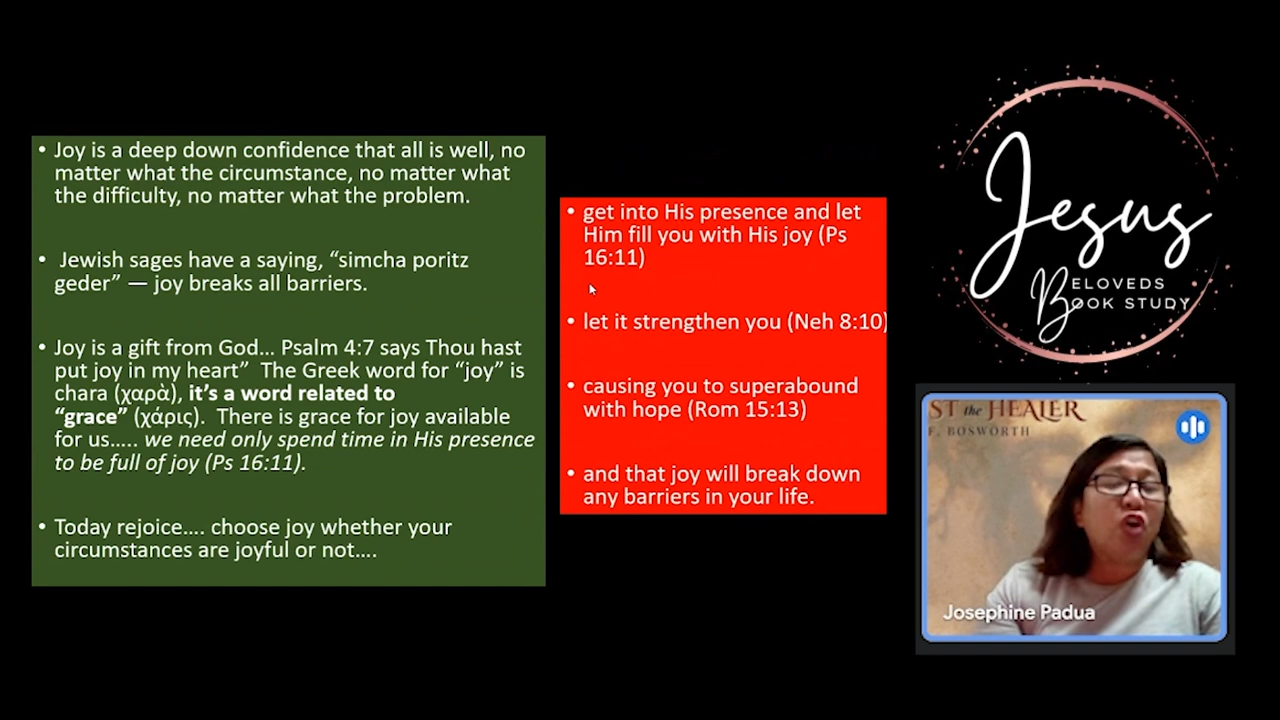 • Joy is a deep down confidence that all is well, no
matter what the circumstance, no matter what
the difficulty, no matter what the problem.
• Jewish sages have a saying, “simcha poritz
geder” — joy breaks all barriers.
• Joy is a gift from God... Psalm 4:7 says Thou hast
put joy in my heart” The Greek word for “joy” is
chara (χαρὰ), it’s a word related to
“grace” (χάρις). There is grace for joy available
for us..... we need only spend time in His presence
to be full of joy (Ps 16:11).
• Today rejoice.... choose joy whether your
circumstances are joyful or not....
• get into His presence and let
Him fill you with His joy (Ps
16:11)
• let it strengthen you (Neh 8:10)
• causing you to superabound
with hope (Rom 15:13)
• and that joy will break down
any barriers in your life.
Jesus
BELOVEDS
BOOK STUDY
ST the HEALER
F. BOSWORTH
Josephine Padua